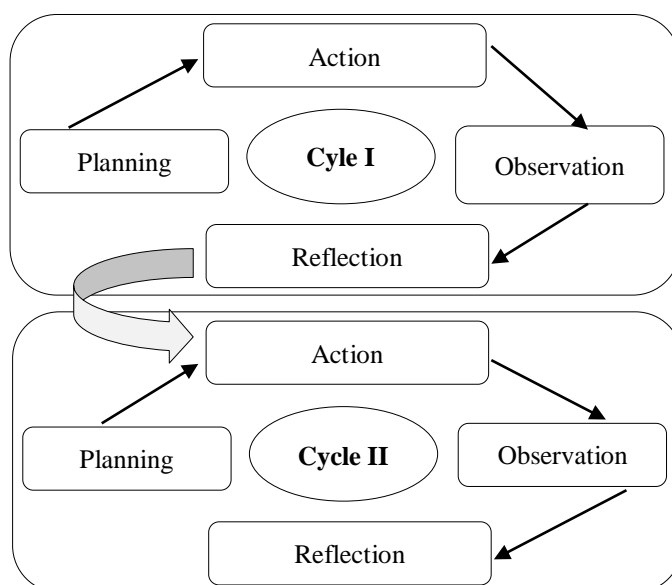 Action
Planning
Cyle I
Observation
Reflection
Action
Planning
Cycle II
Observation
Reflection